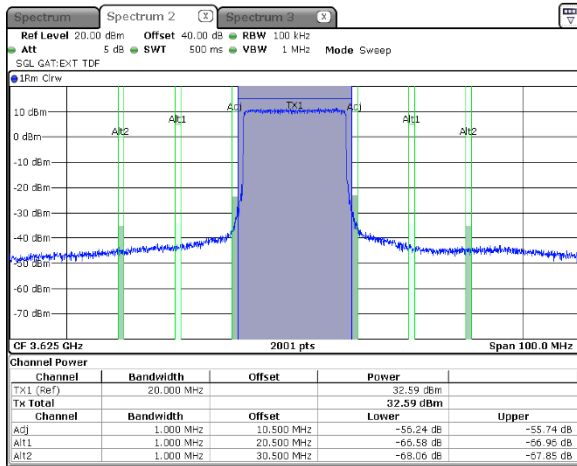 Spectrum Spectrum 2 X Spectrum 3 X
Ref Level 20.00 dBm Offset 40.00 dB RBW 100 kHz
Att 5 dB SWT 500 ms VBW 1 MHz Mode Sweep
SGL GAT:EXT TDF
1Rm Clrw
Adj TX1 Adj
10 dBm
Alt1 Alt1
Alt2 Alt2
0 dBm
-10 dBm
-20 dBm
-30 dBm
-40 dBm
-50 dBm
-60 dBm
-70 dBm
CF 3.625 GHz 2001 pts Span 100.0 MHz
Channel Power
Channel Bandwidth Offset Power
TX1 (Ref) 20.000 MHz 32.59 dBm
Tx Total 32.59 dBm
Channel Bandwidth Offset Lower Upper
Adj 1.000 MHz 10.500 MHz -56.24 dB -55.74 dB
Alt1 1.000 MHz 20.500 MHz -66.58 dB -66.96 dB
Alt2 1.000 MHz 30.500 MHz -68.06 dB -67.85 dB